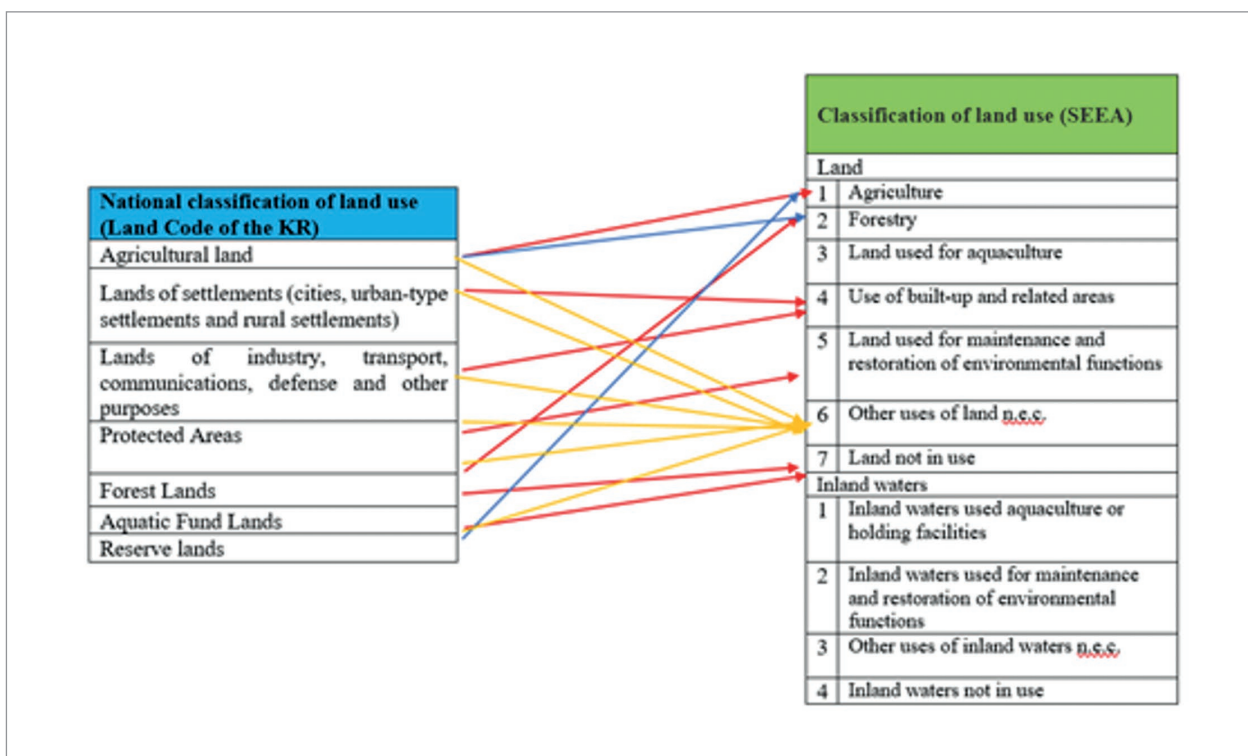 National classification of land use
(Land Code of the KR)
Agricultural land
Lands of settlements (cities, urban-type
settlements and rural settlements)
Lands of industry, transport,
communications, defense and other
purposes
Protected Areas
Forest Lands
Aquatic Fund Lands
Reserve lands
Classification of land use (SEEA)
Land
1 Agriculture
2 Forestry
3 Land used for aquaculture
4 Use of built-up and related areas
5 Land used for maintenance and
restoration of environmental functions
6 Other uses of land n.e.c.
7 Land not in use
Inland waters
1 Inland waters used aquaculture or
holding facilities
2 Inland waters used for maintenance
and restoration of environmental
functions
3 Other uses of inland waters n.e.c.
4 Inland waters not in use